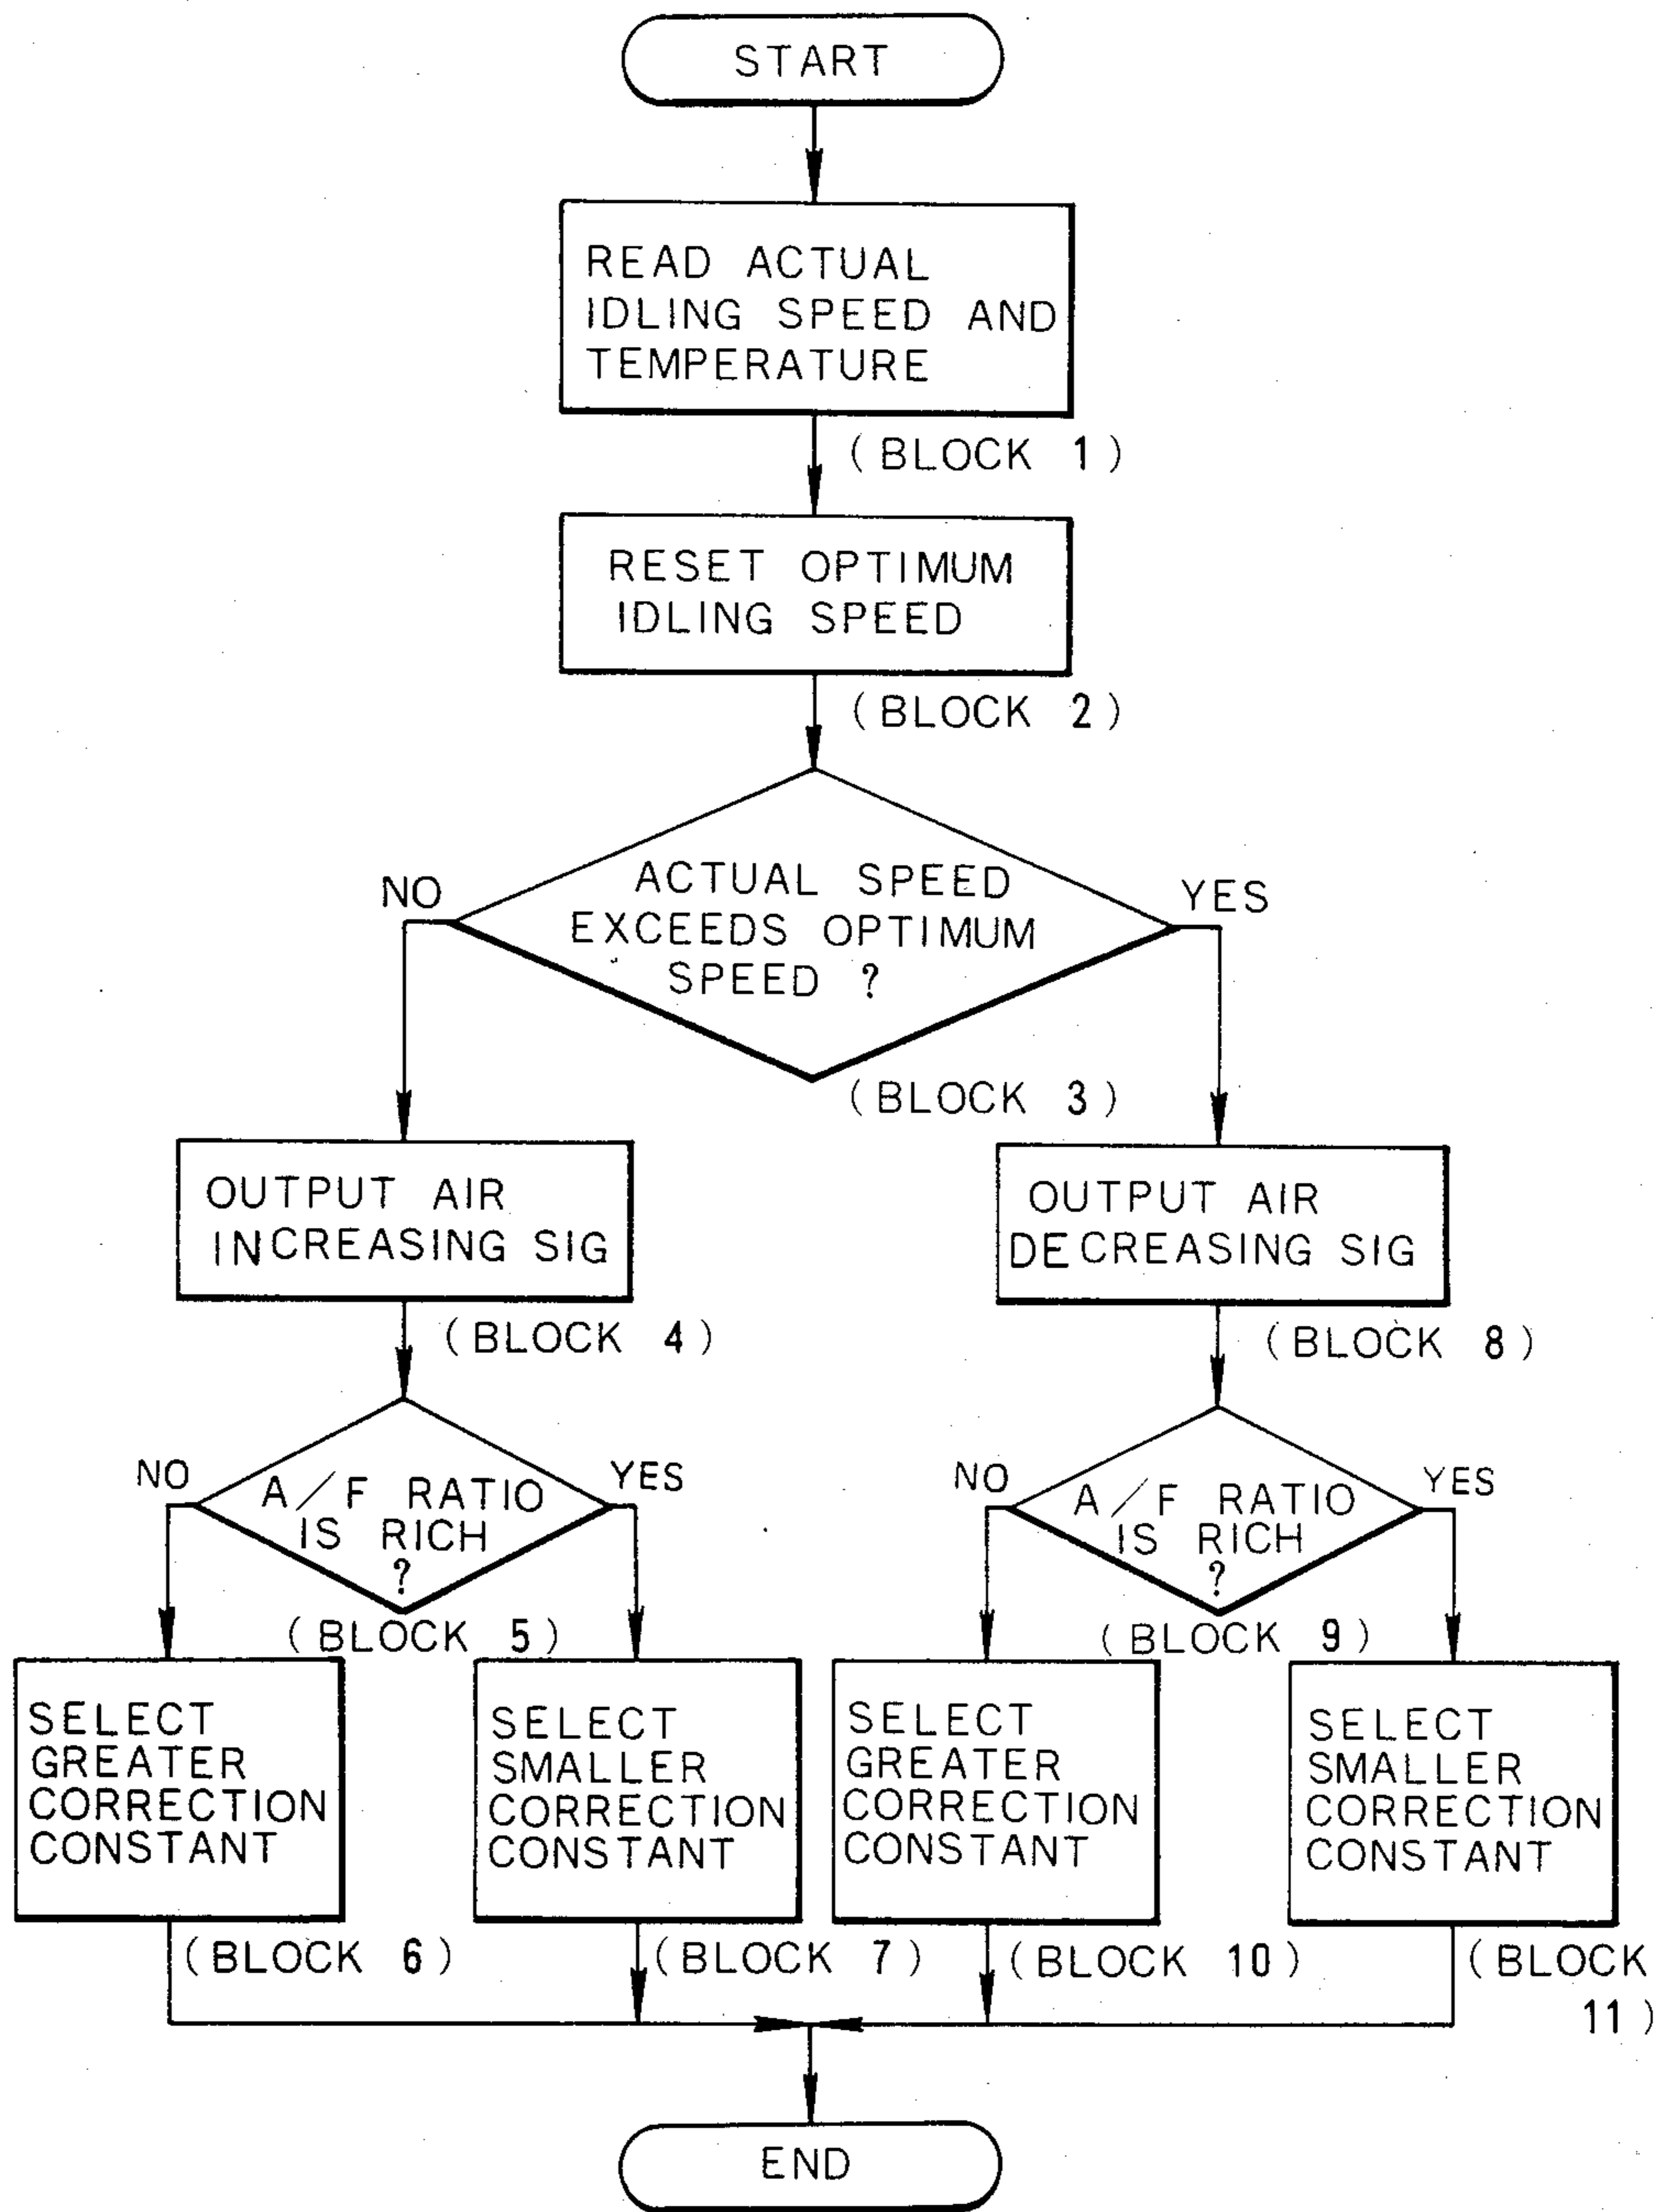 START
READ ACTUAL
IDLING SPEED AND
TEMPERATURE
(BLOCK 1)
RESET OPTIMUM
IDLING SPEED
(BLOCK 2)
NO
ACTUAL SPEED
EXCEEDS OPTIMUM
SPEED ?
YES
(BLOCK 3)
OUTPUT AIR
INCREASING SIG
(BLOCK 4)
OUTPUT AIR
DECREASING SIG
(BLOCK 8)
NO
A/F RATIO
IS RICH
?
YES
(BLOCK 5)
NO
A/F RATIO
IS RICH
?
YES
(BLOCK 9)
SELECT
GREATER
CORRECTION
CONSTANT
(BLOCK 6)
SELECT
SMALLER
CORRECTION
CONSTANT
(BLOCK 7)
SELECT
GREATER
CORRECTION
CONSTANT
(BLOCK 10)
SELECT
SMALLER
CORRECTION
CONSTANT
(BLOCK
11)
END